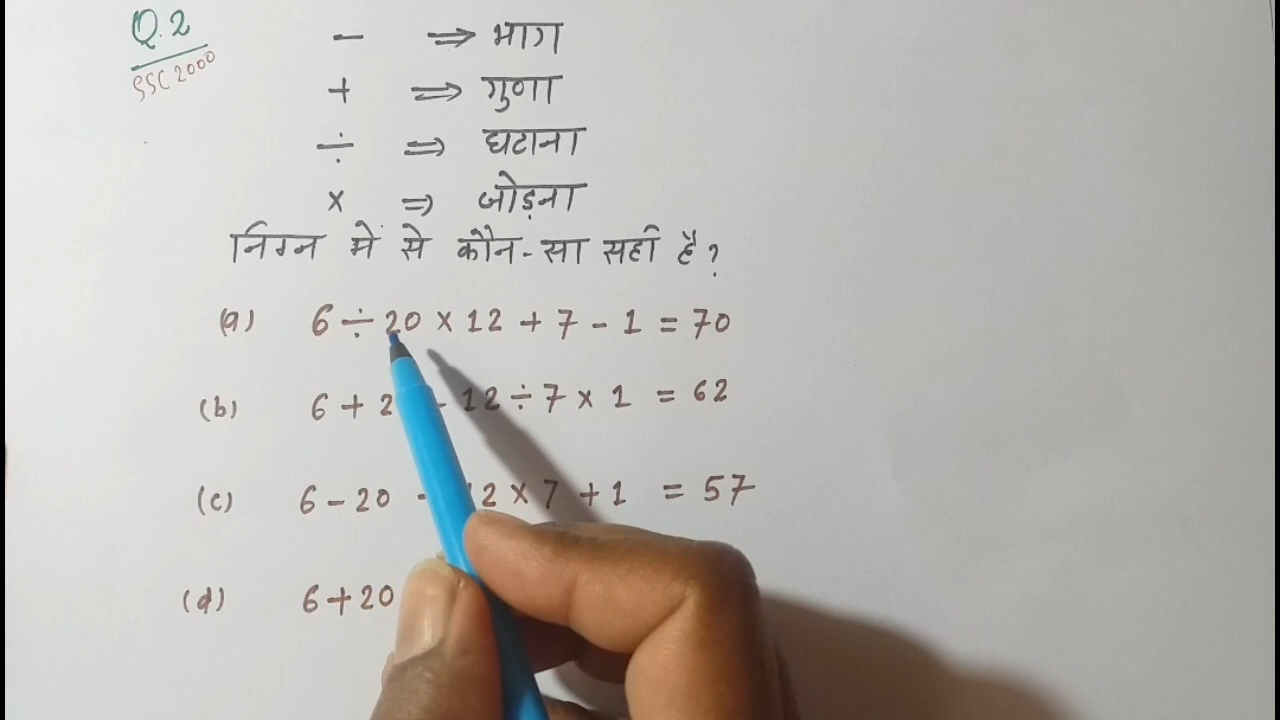 Q.2
SSC 2000
− ⇒ भाग
+ ⇒ गुणा
÷ ⇒ घटाना
× ⇒ जोड़ना
निम्न में से कौन-सा सही है?
(a) 6 ÷ 20 × 12 + 7 - 1 = 70
(b) 6 + 2 12 ÷ 7 × 1 = 62
(c) 6 - 20 12 × 7 + 1 = 57
(d) 6 + 20